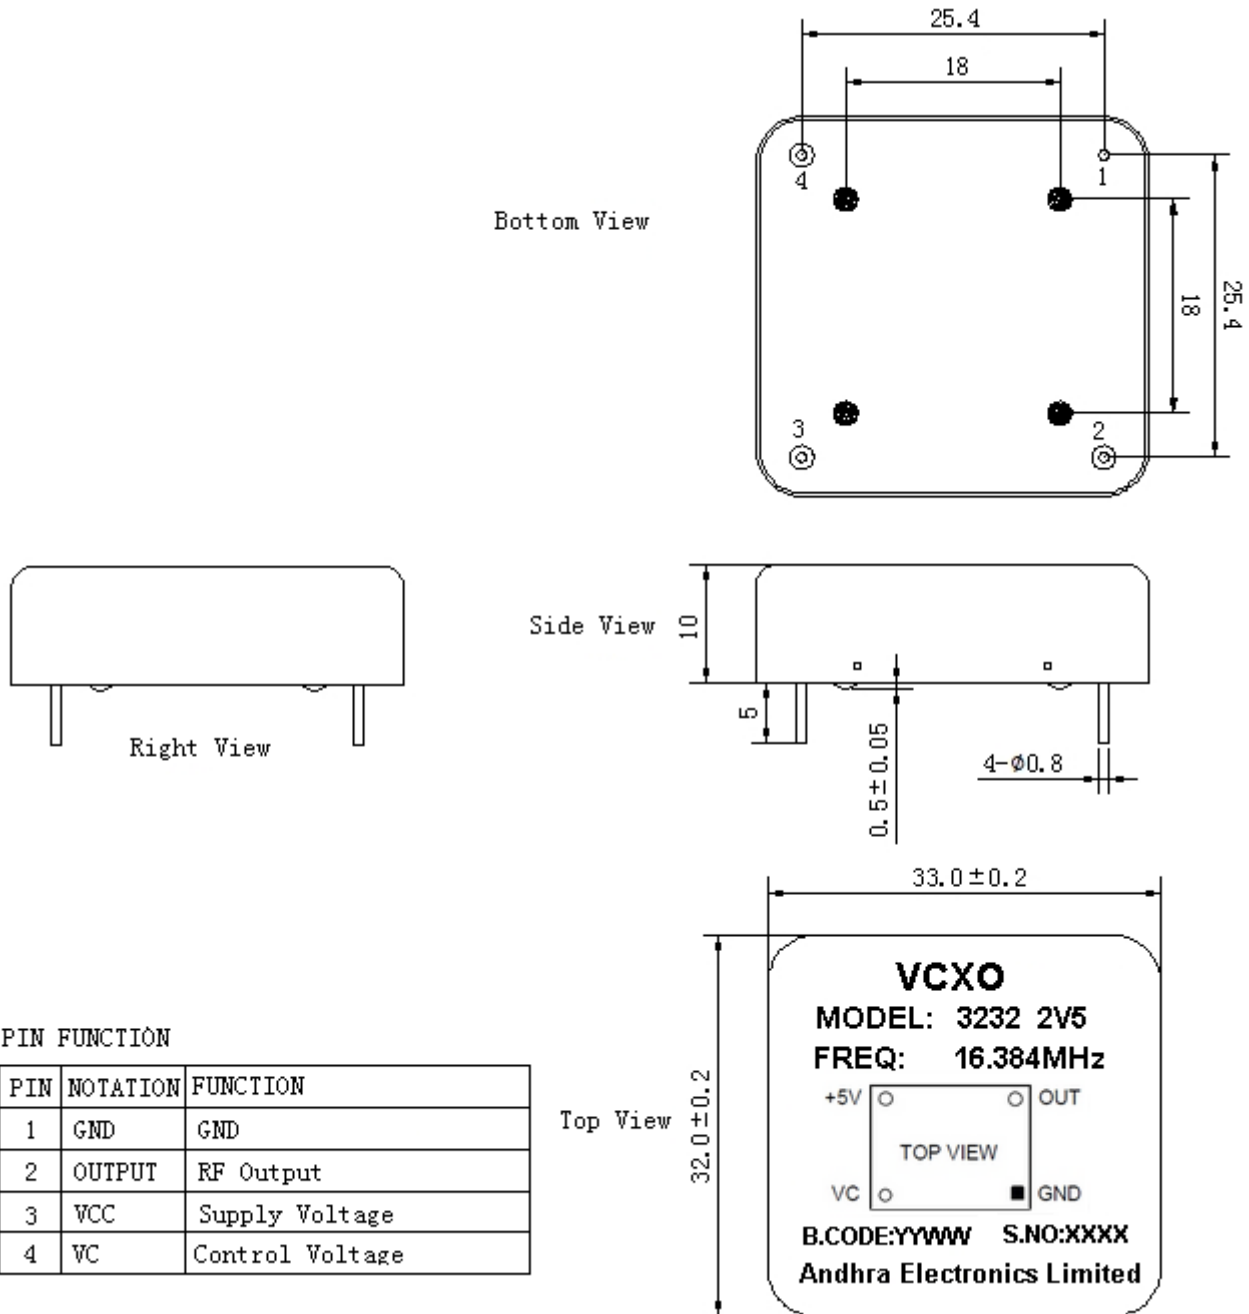 25.4
18
4
1
Bottom View
18
25.4
3
2
Side View
10
5
Right View
0.5±0.05
4-Ø0.8
33.0±0.2
VCXO
MODEL: 3232 2V5
FREQ: 16.384MHz
+5V OUT
TOP VIEW
VC GND
B.CODE:YYWW S.NO:XXXX
Andhra Electronics Limited
Top View
32.0±0.2
PIN FUNCTION
PIN NOTATION FUNCTION
1 GND GND
2 OUTPUT RF Output
3 VCC Supply Voltage
4 VC Control Voltage